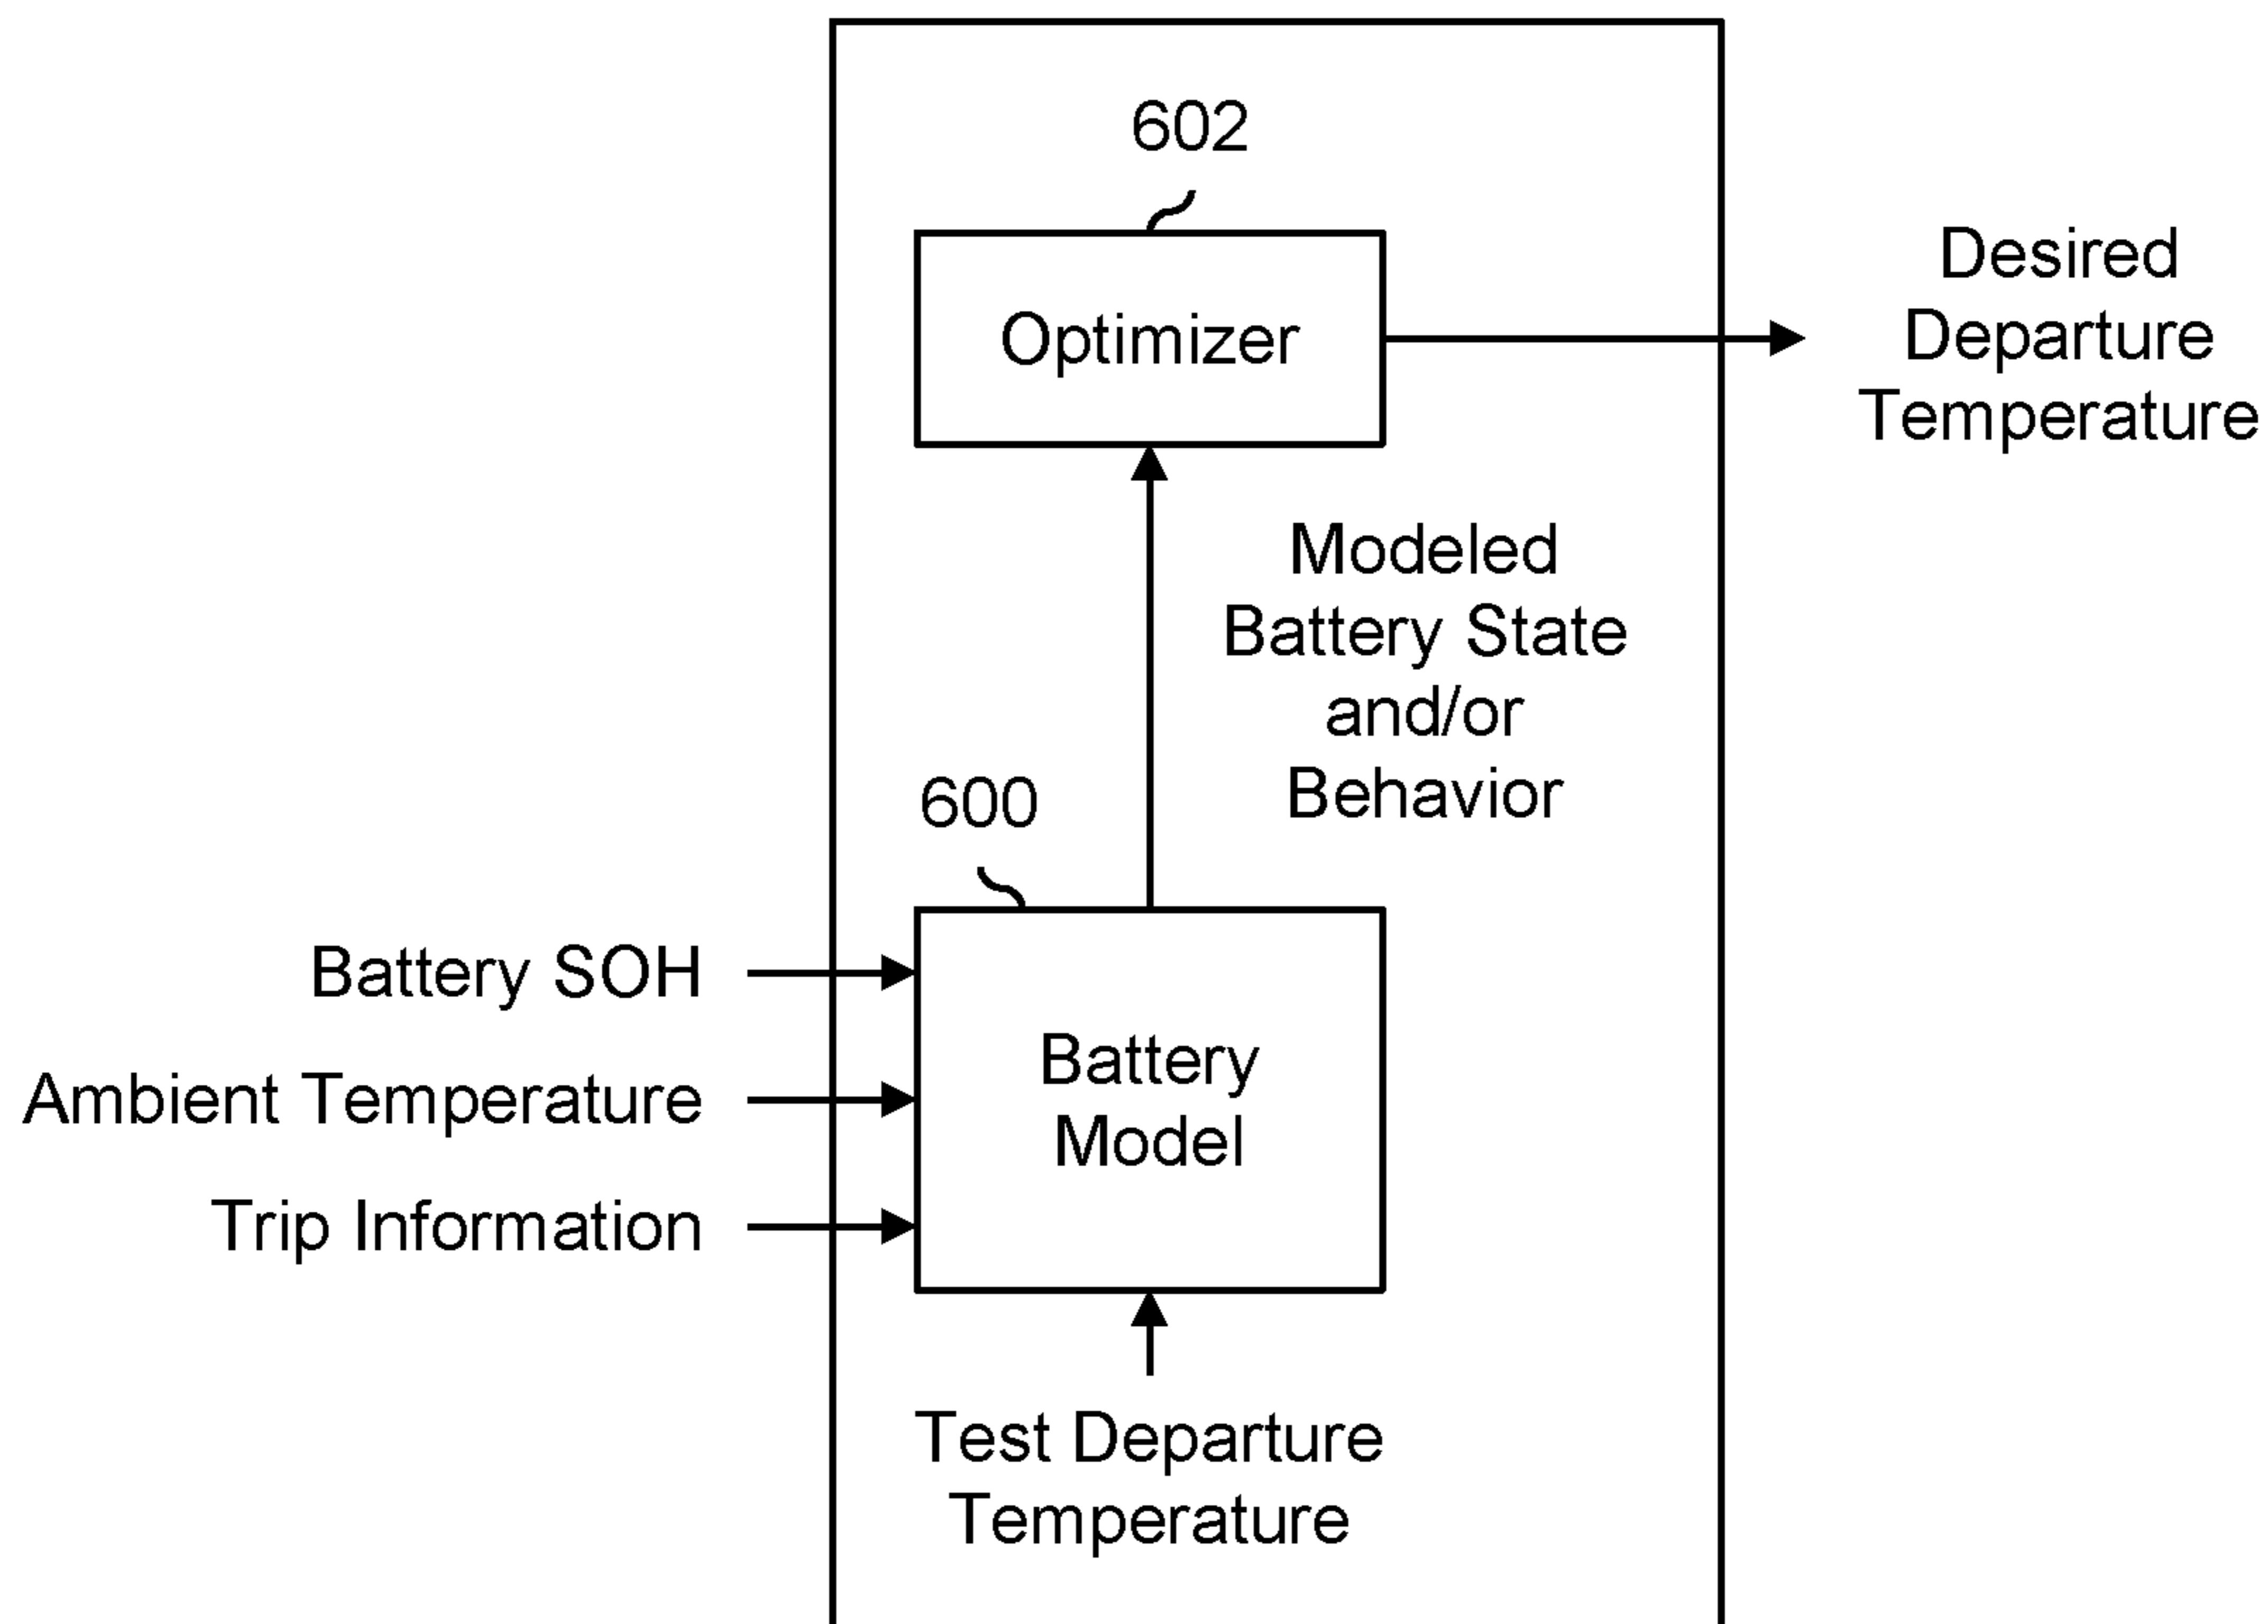 602
Optimizer
Desired
Departure
Temperature
Modeled
Battery State
and/or
Behavior
600
Battery SOH
Ambient Temperature
Trip Information
Battery
Model
Test Departure
Temperature